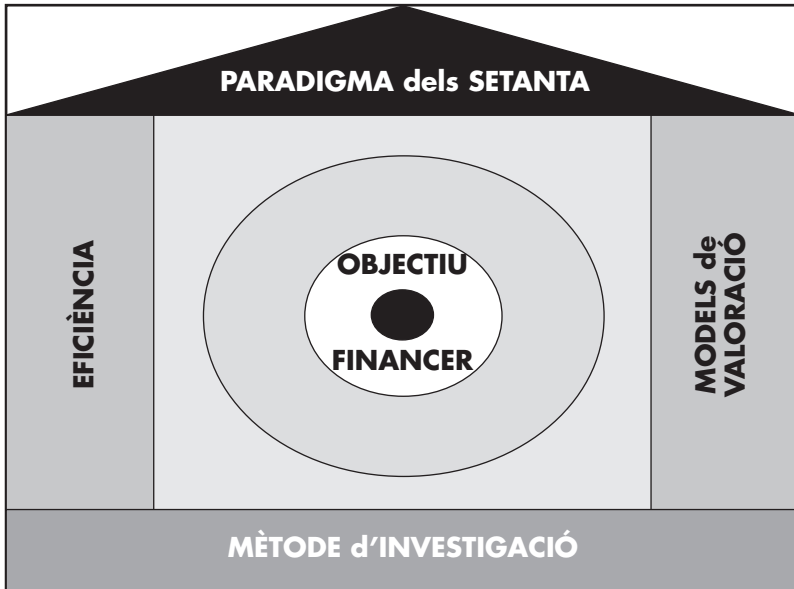 PARADIGMA dels SETANTA
EFICIÈNCIA
OBJECTIU
FINANCER
MODELS de
VALORACIÓ
MÈTODE d'INVESTIGACIÓ